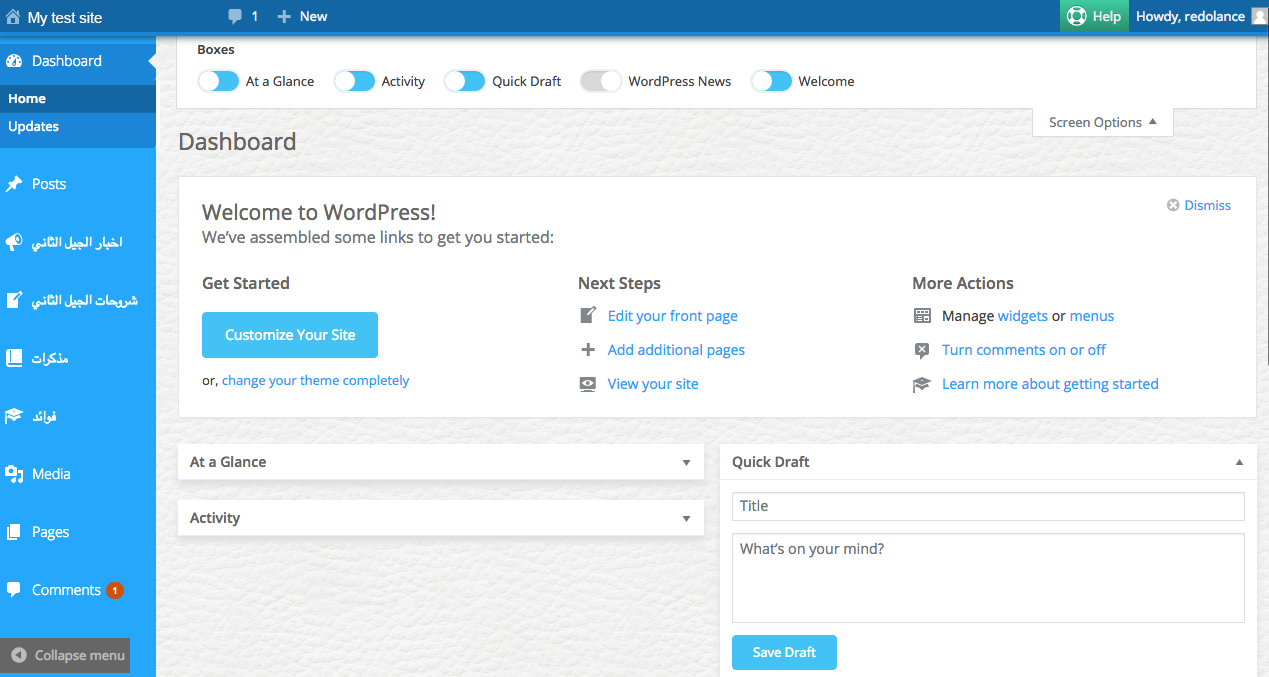 My test site
1
New
Help
Howdy, redolance
Dashboard
Home
Updates
Posts
اخبار الجيل الثاني
شروحات الجيل الثاني
مذكرات
فوائد
Media
Pages
Comments 1
Collapse menu
Boxes
At a Glance
Activity
Quick Draft
WordPress News
Welcome
Screen Options
Dashboard
Welcome to WordPress!
Dismiss
We’ve assembled some links to get you started:
Get Started
Customize Your Site
or, change your theme completely
Next Steps
Edit your front page
Add additional pages
View your site
More Actions
Manage widgets or menus
Turn comments on or off
Learn more about getting started
At a Glance
Activity
Quick Draft
Title
What’s on your mind?
Save Draft